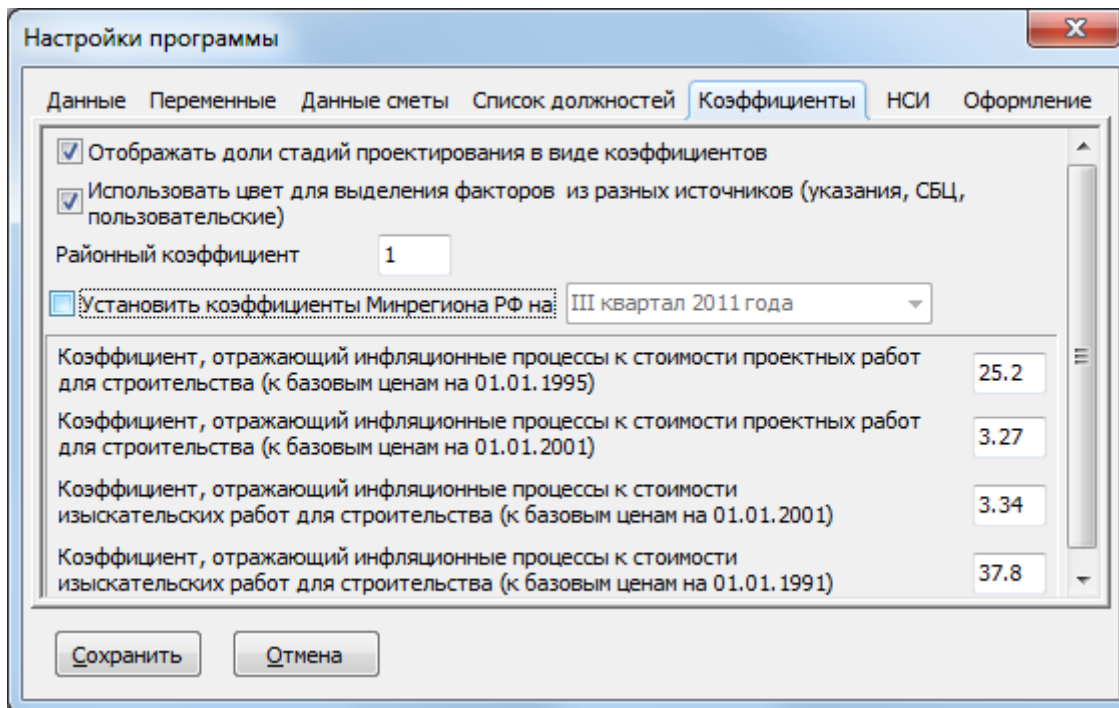 Настройки программы
Данные Переменные Данные сметы Список должностей Коэффициенты НСИ Оформление
Отображать доли стадий проектирования в виде коэффициентов
Использовать цвет для выделения факторов из разных источников (указания, СБЦ,
пользовательские)
Районный коэффициент 1
Установить коэффициенты Минрегиона РФ на III квартал 2011 года
Коэффициент, отражающий инфляционные процессы к стоимости проектных работ
для строительства (к базовым ценам на 01.01.1995) 25.2
Коэффициент, отражающий инфляционные процессы к стоимости проектных работ
для строительства (к базовым ценам на 01.01.2001) 3.27
Коэффициент, отражающий инфляционные процессы к стоимости
изыскательских работ для строительства (к базовым ценам на 01.01.2001) 3.34
Коэффициент, отражающий инфляционные процессы к стоимости
изыскательских работ для строительства (к базовым ценам на 01.01.1991) 37.8
Сохранить Отмена